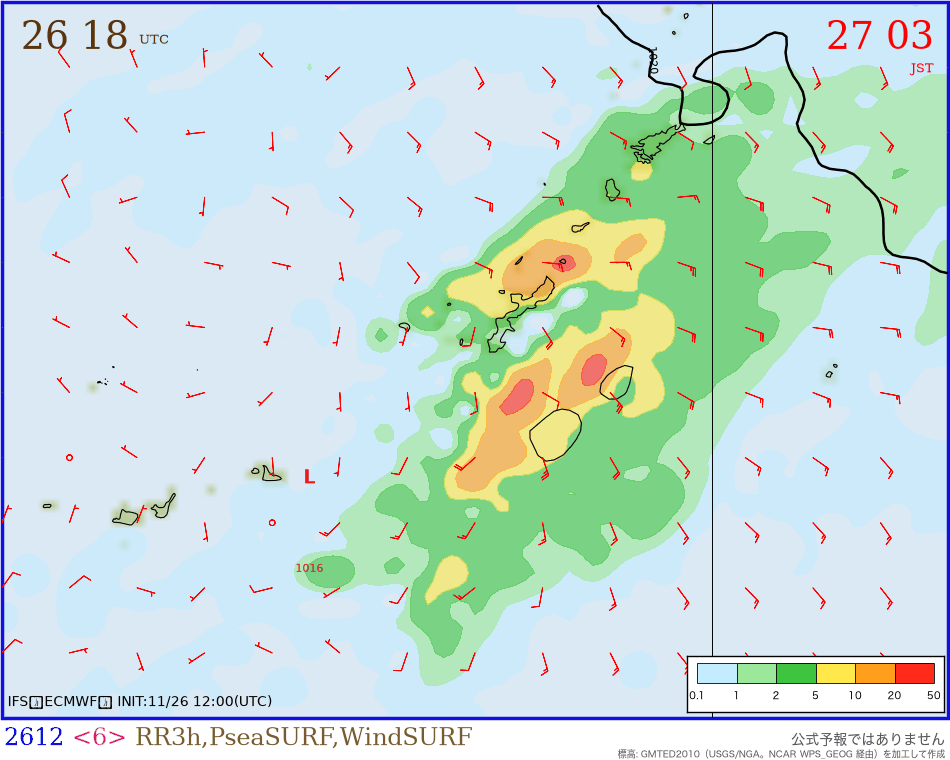 26 18 UTC
27 03
JST
1020
L
1016
IFS ECMWF INIT:11/26 12:00(UTC)
0.1 1 2 5 10 20 50
2612 <6> RR3h,PseaSURF,WindSURF
公式予報ではありません
標高: GMTED2010（USGS/NGA。NCAR WPS_GEOG 経由）を加工して作成